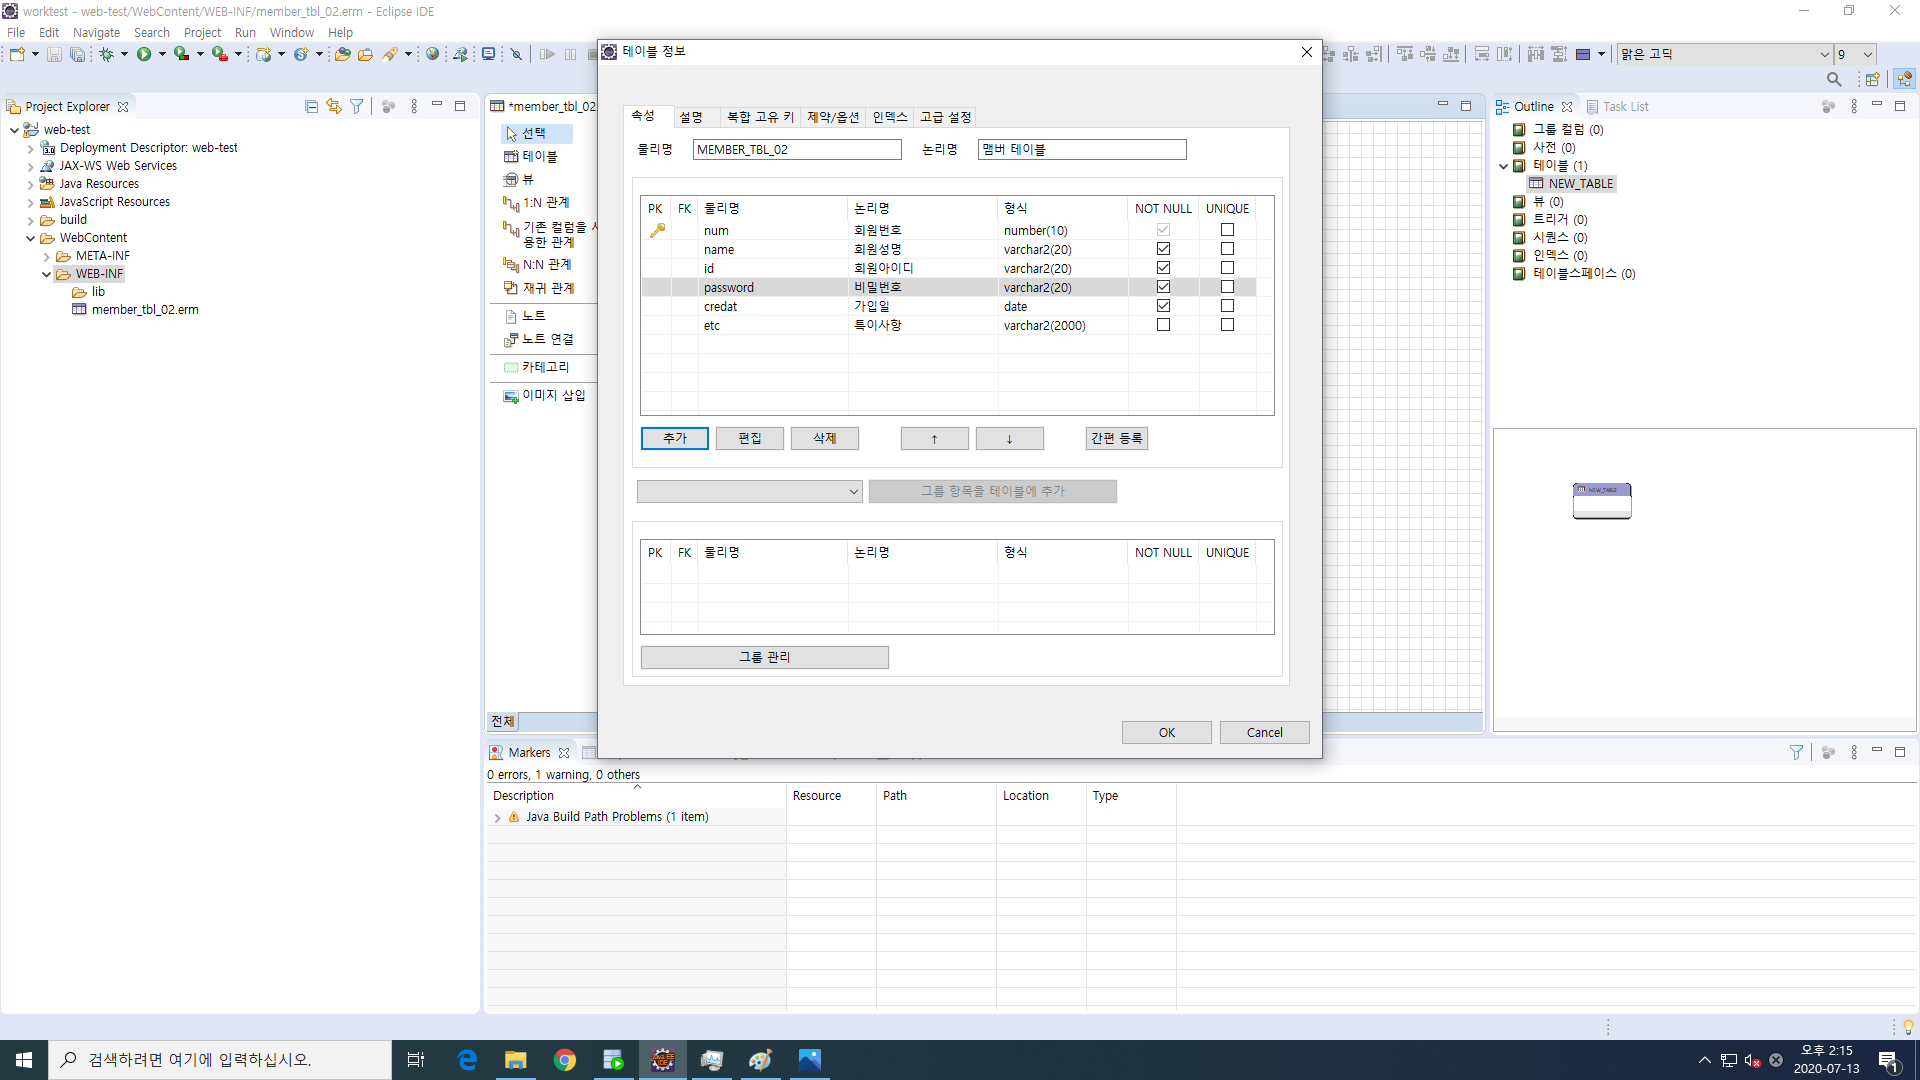 worktest - web-test/WebContent/WEB-INF/member_tbl_02.erm - Eclipse IDE
File Edit Navigate Search Project Run Window Help
맑은 고딕 9
Project Explorer
web-test
Deployment Descriptor: web-test
JAX-WS Web Services
Java Resources
JavaScript Resources
build
WebContent
META-INF
WEB-INF
lib
member_tbl_02.erm
*member_tbl_02
선택
테이블
뷰
1:N 관계
기존 컬럼을 사
용한 관계
N:N 관계
재귀 관계
노트
노트 연결
카테고리
이미지 삽입
전체
테이블 정보
속성 설명 복합 고유 키 제약/옵션 인덱스 고급 설정
물리명 MEMBER_TBL_02 논리명 맴버 테이블
PK FK 물리명 논리명 형식 NOT NULL UNIQUE
num 회원번호 number(10)
name 회원성명 varchar2(20)
id 회원아이디 varchar2(20)
password 비밀번호 varchar2(20)
credat 가입일 date
etc 특이사항 varchar2(2000)
추가 편집 삭제 ↑ ↓ 간편 등록
그룹 항목을 테이블에 추가
PK FK 물리명 논리명 형식 NOT NULL UNIQUE
그룹 관리
OK Cancel
Outline Task List
그룹 컬럼 (0)
사전 (0)
테이블 (1)
NEW_TABLE
뷰 (0)
트리거 (0)
시퀀스 (0)
인덱스 (0)
테이블스페이스 (0)
NEW_TABLE
Markers
0 errors, 1 warning, 0 others
Description Resource Path Location Type
Java Build Path Problems (1 item)
검색하려면 여기에 입력하십시오.
오후 2:15
2020-07-13
1